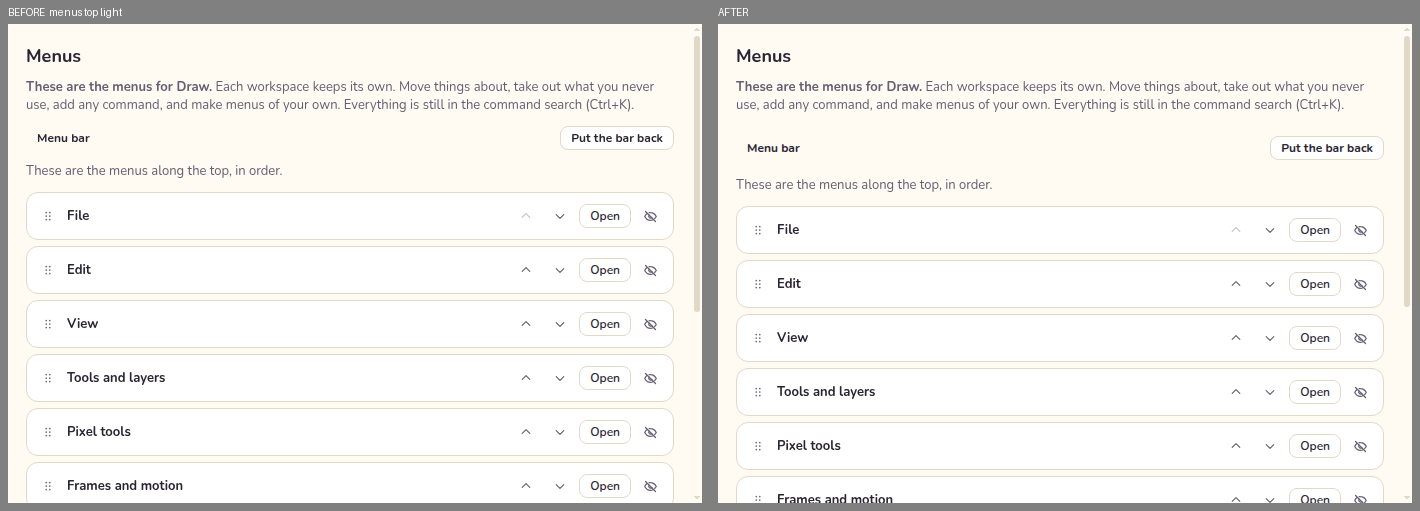 BEFORE menus top light
Menus
These are the menus for Draw. Each workspace keeps its own. Move things about, take out what you never
use, add any command, and make menus of your own. Everything is still in the command search (Ctrl+K).
Menu bar
Put the bar back
These are the menus along the top, in order.
File
Open
Edit
Open
View
Open
Tools and layers
Open
Pixel tools
Open
Frames and motion
Open
AFTER
Menus
These are the menus for Draw. Each workspace keeps its own. Move things about, take out what you never
use, add any command, and make menus of your own. Everything is still in the command search (Ctrl+K).
Menu bar
Put the bar back
These are the menus along the top, in order.
File
Open
Edit
Open
View
Open
Tools and layers
Open
Pixel tools
Open
Frames and motion
Open